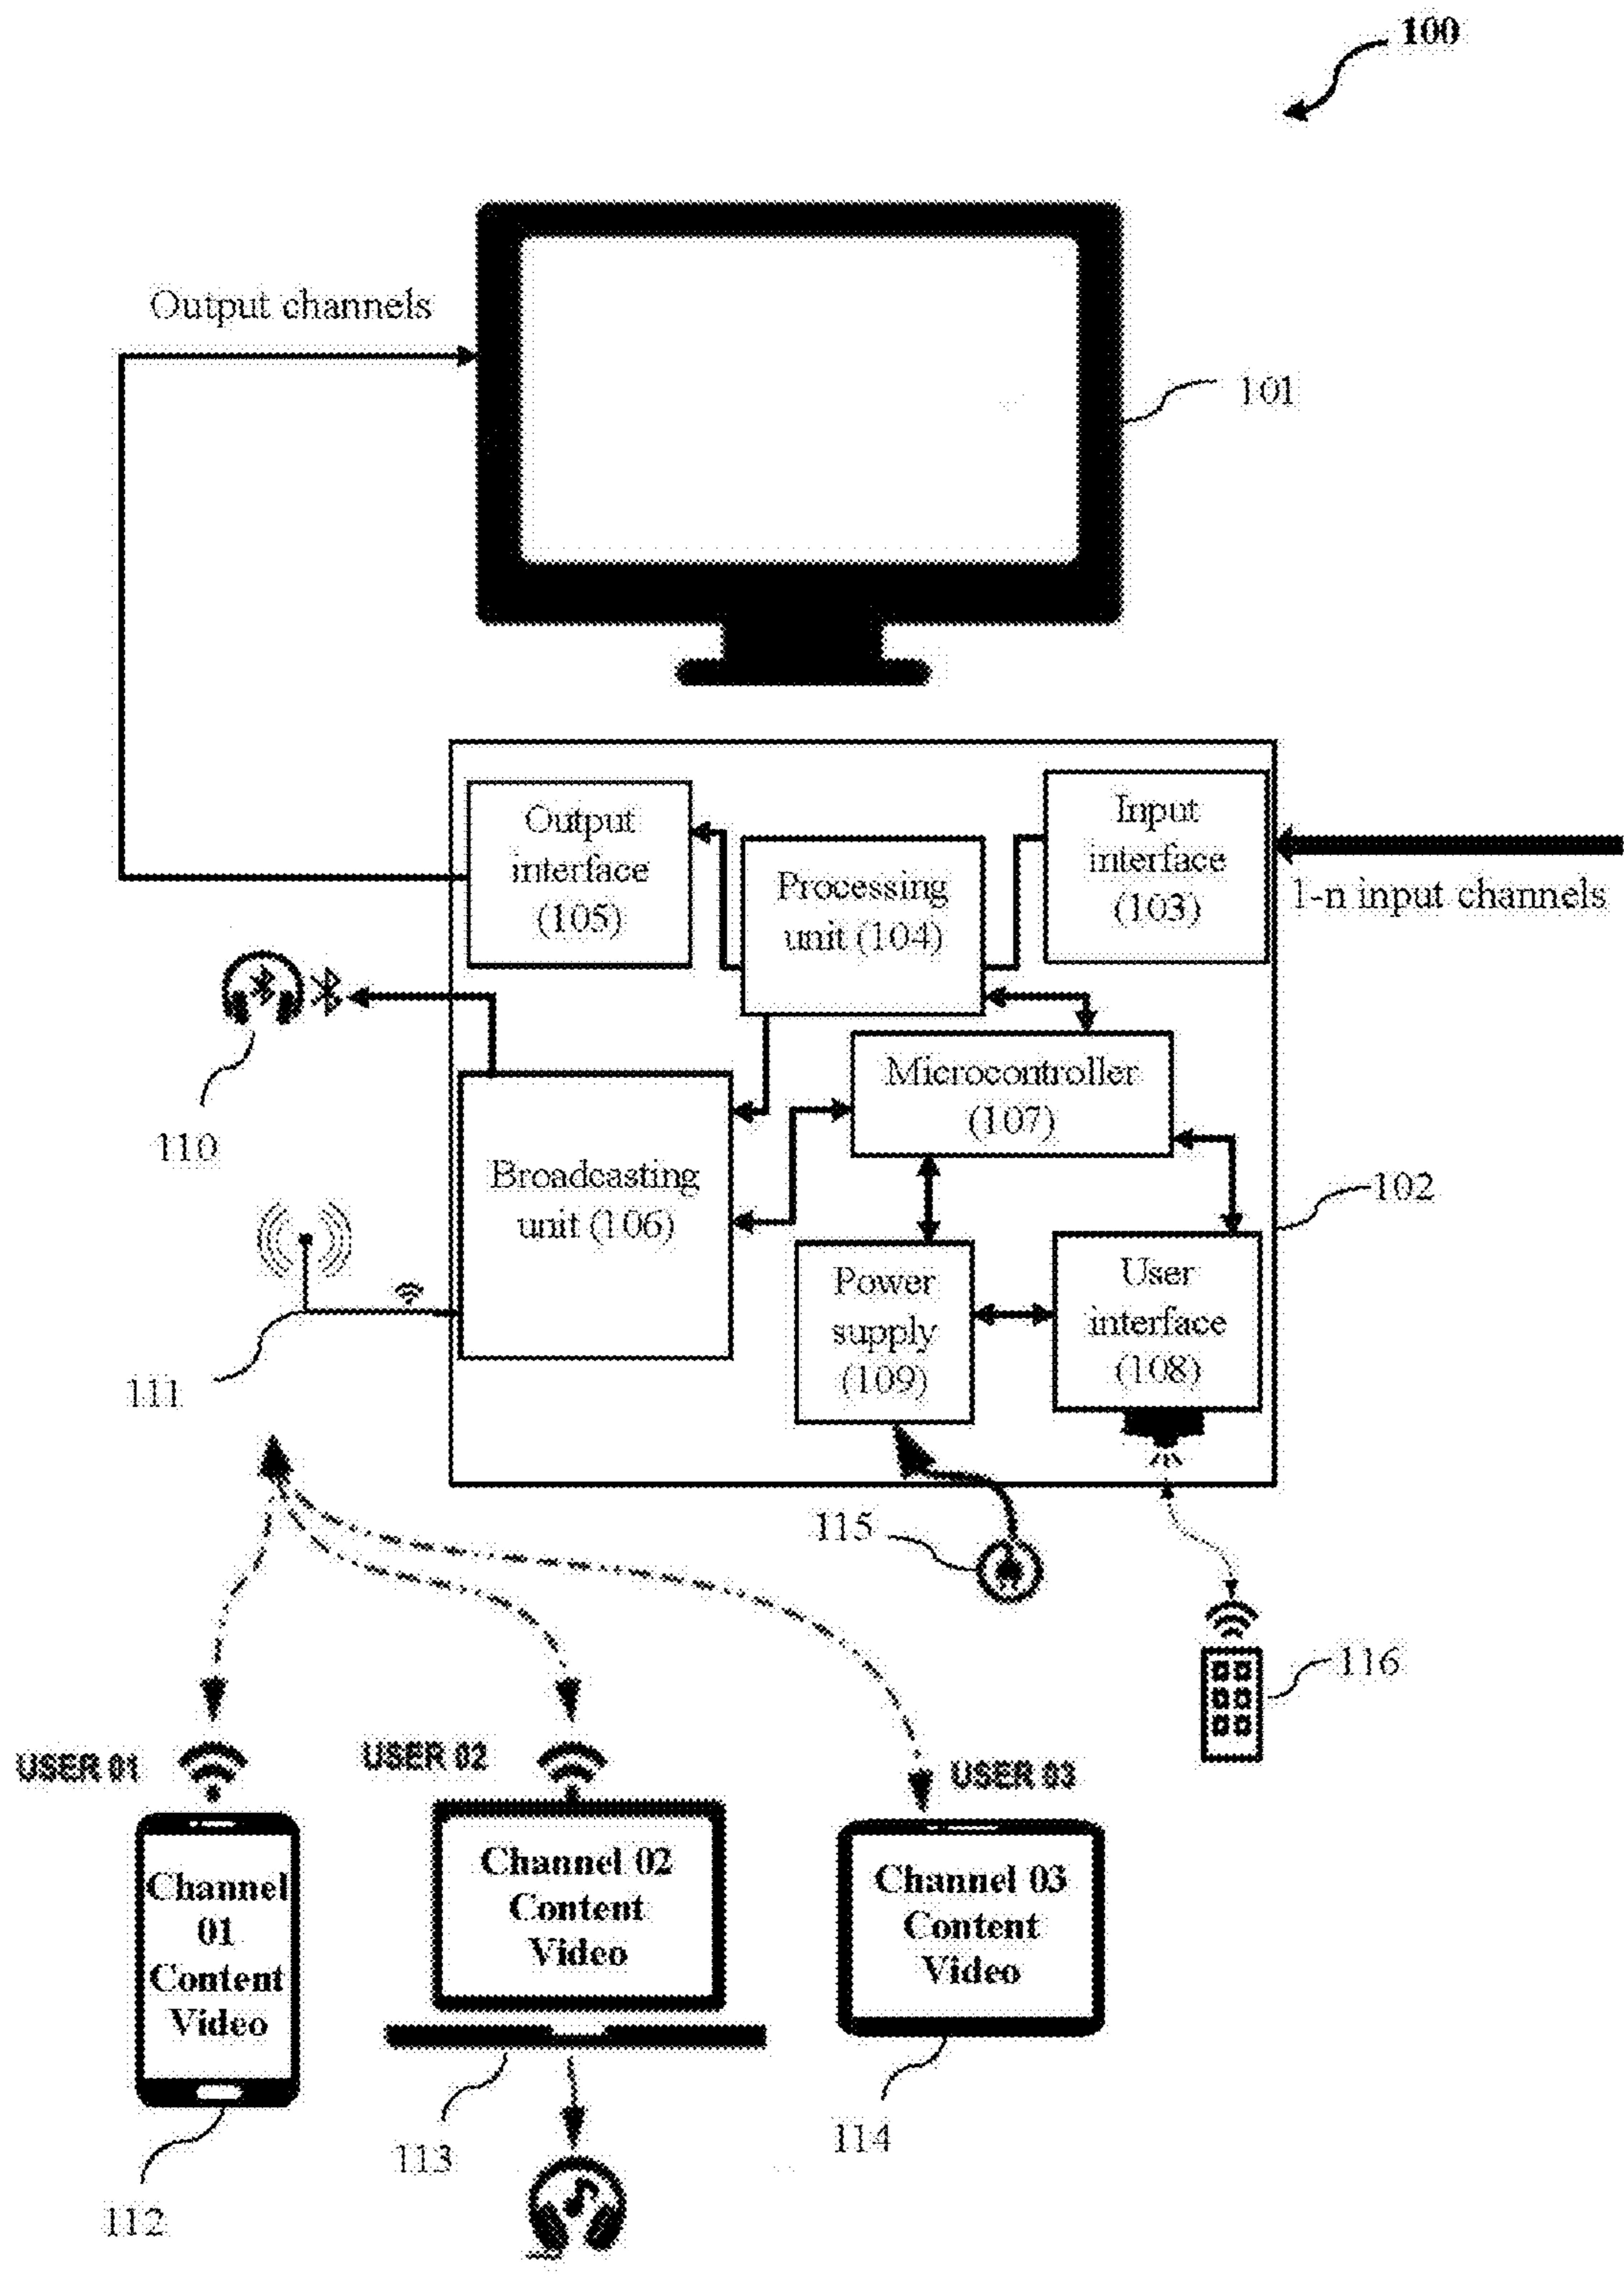 100
Output channels
101
Output
interface
(105)
Input
interface
(103)
Processing
unit (104)
1-n input channels
110
Microcontroller
(107)
Broadcasting
unit (106)
102
Power
supply
(109)
User
interface
(108)
111
115
116
USER 01
USER 02
USER 03
Channel
01
Content
Video
Channel 02
Content
Video
Channel 03
Content
Video
112
113
114